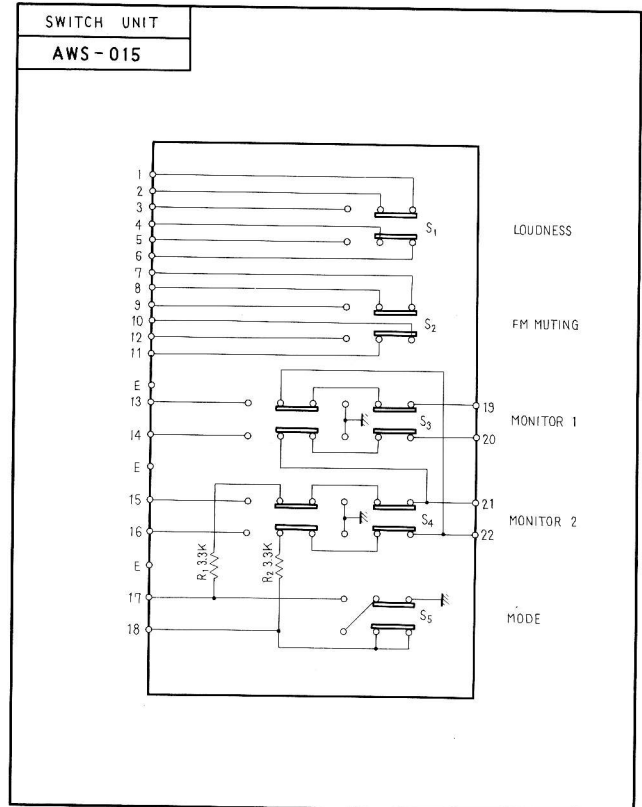 SWITCH UNIT
AWS-015
1
2
3
4
5
6
7
8
9
10
12
11
E
13
14
E
15
16
E
17
18
S1
LOUDNESS
S2
FM MUTING
S3
19
MONITOR 1
20
S4
21
MONITOR 2
22
R1 3.3K
R2 3.3K
S5
MODE